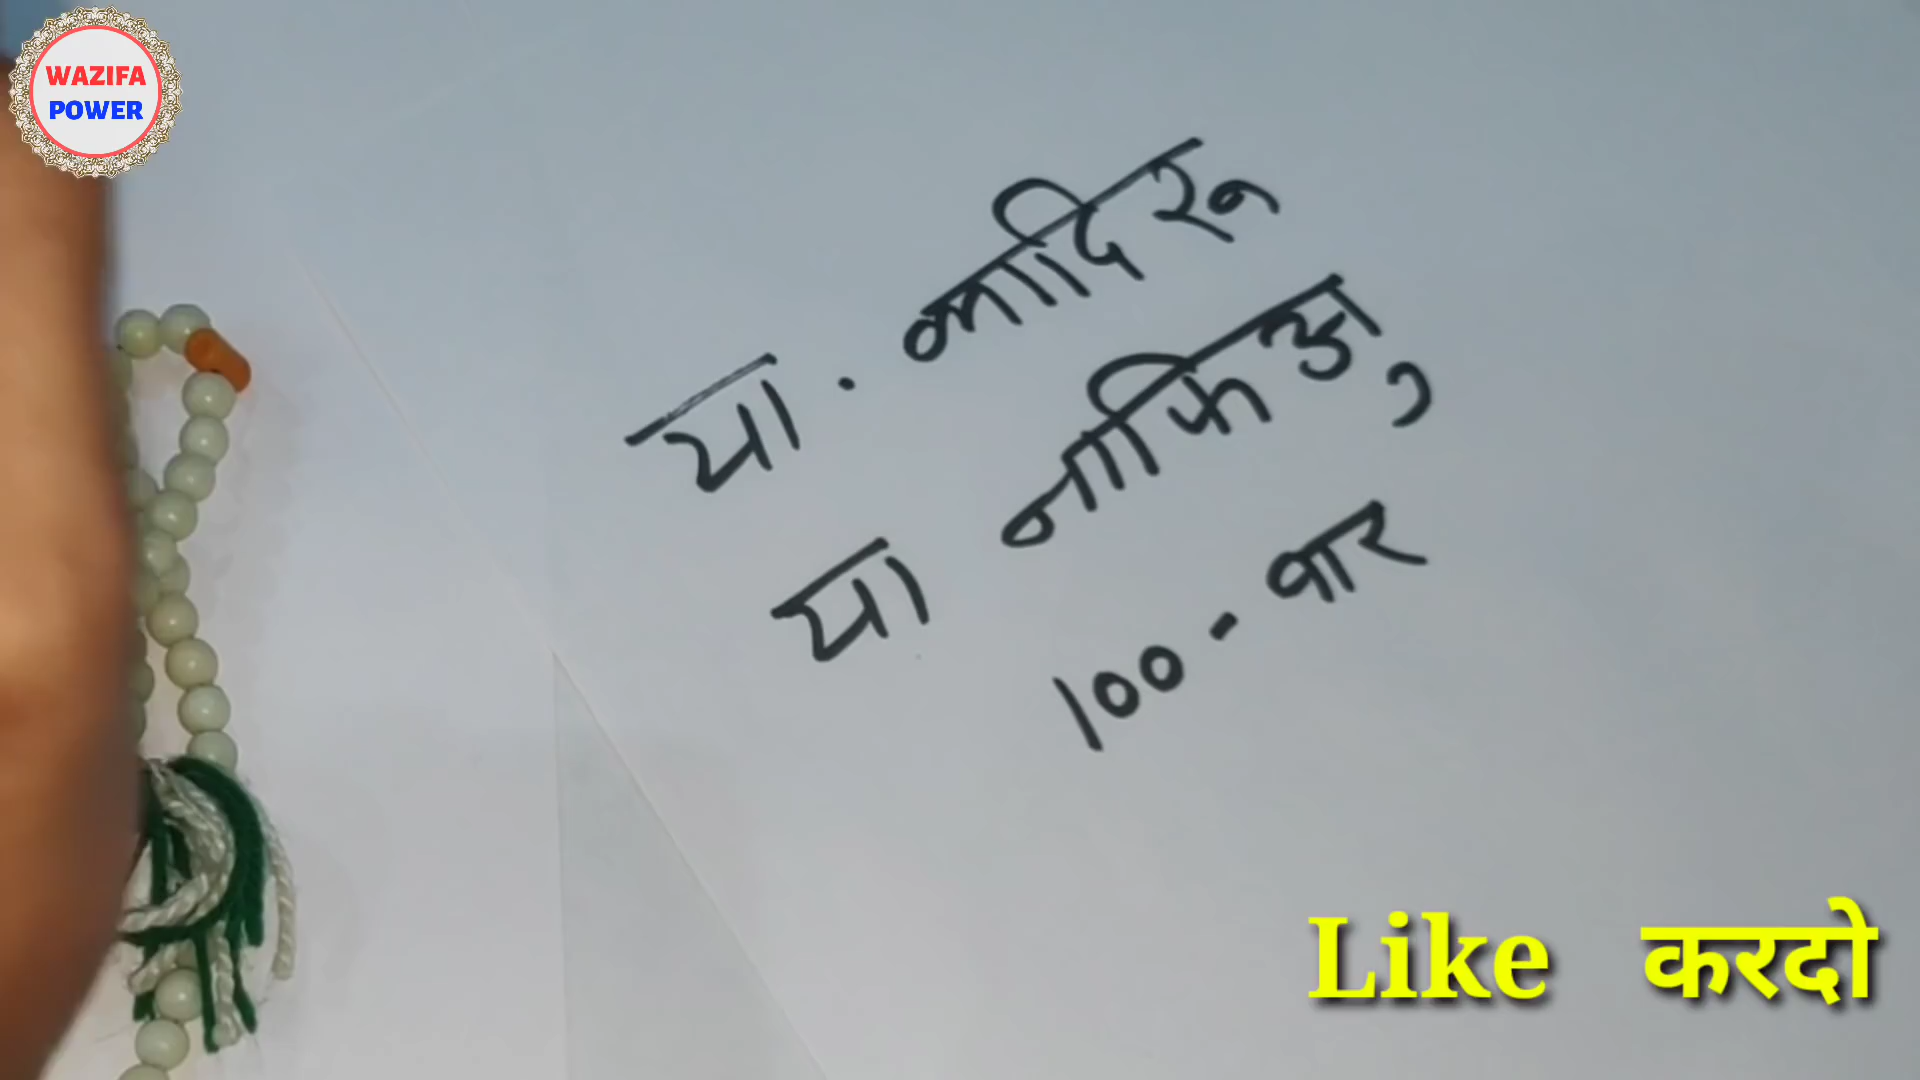 WAZIFA
POWER
या . कादिरु
या नाफिउ,
100 - बार
Like करदो